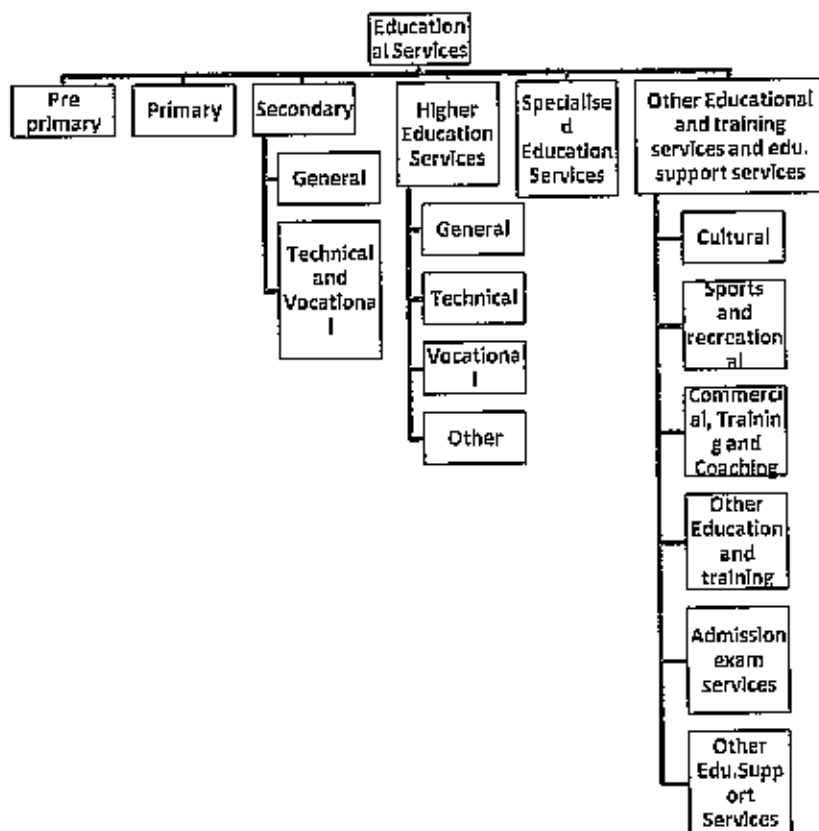 Education
al Services
Pre
primary
Primary
Secondary
Higher
Education
Services
Specialise
d
Education
Services
Other Educational
and training
services and edu.
support services
General
Technical
and
Vocationa
l
General
Technical
Vocationa
l
Other
Cultural
Sports
and
recreation
al
Commerci
al, Trainin
g and
Coaching
Other
Education
and
training
Admission
exam
services
Other
Edu.Supp
ort
Services